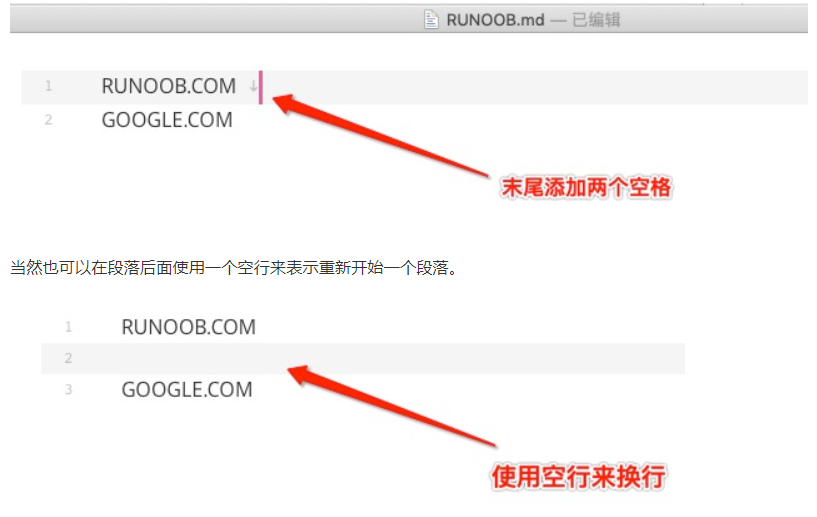 RUNOOB.md — 已编辑
1 RUNOOB.COM ↓
2 GOOGLE.COM
末尾添加两个空格
当然也可以在段落后面使用一个空行来表示重新开始一个段落。
1 RUNOOB.COM
2
3 GOOGLE.COM
使用空行来换行